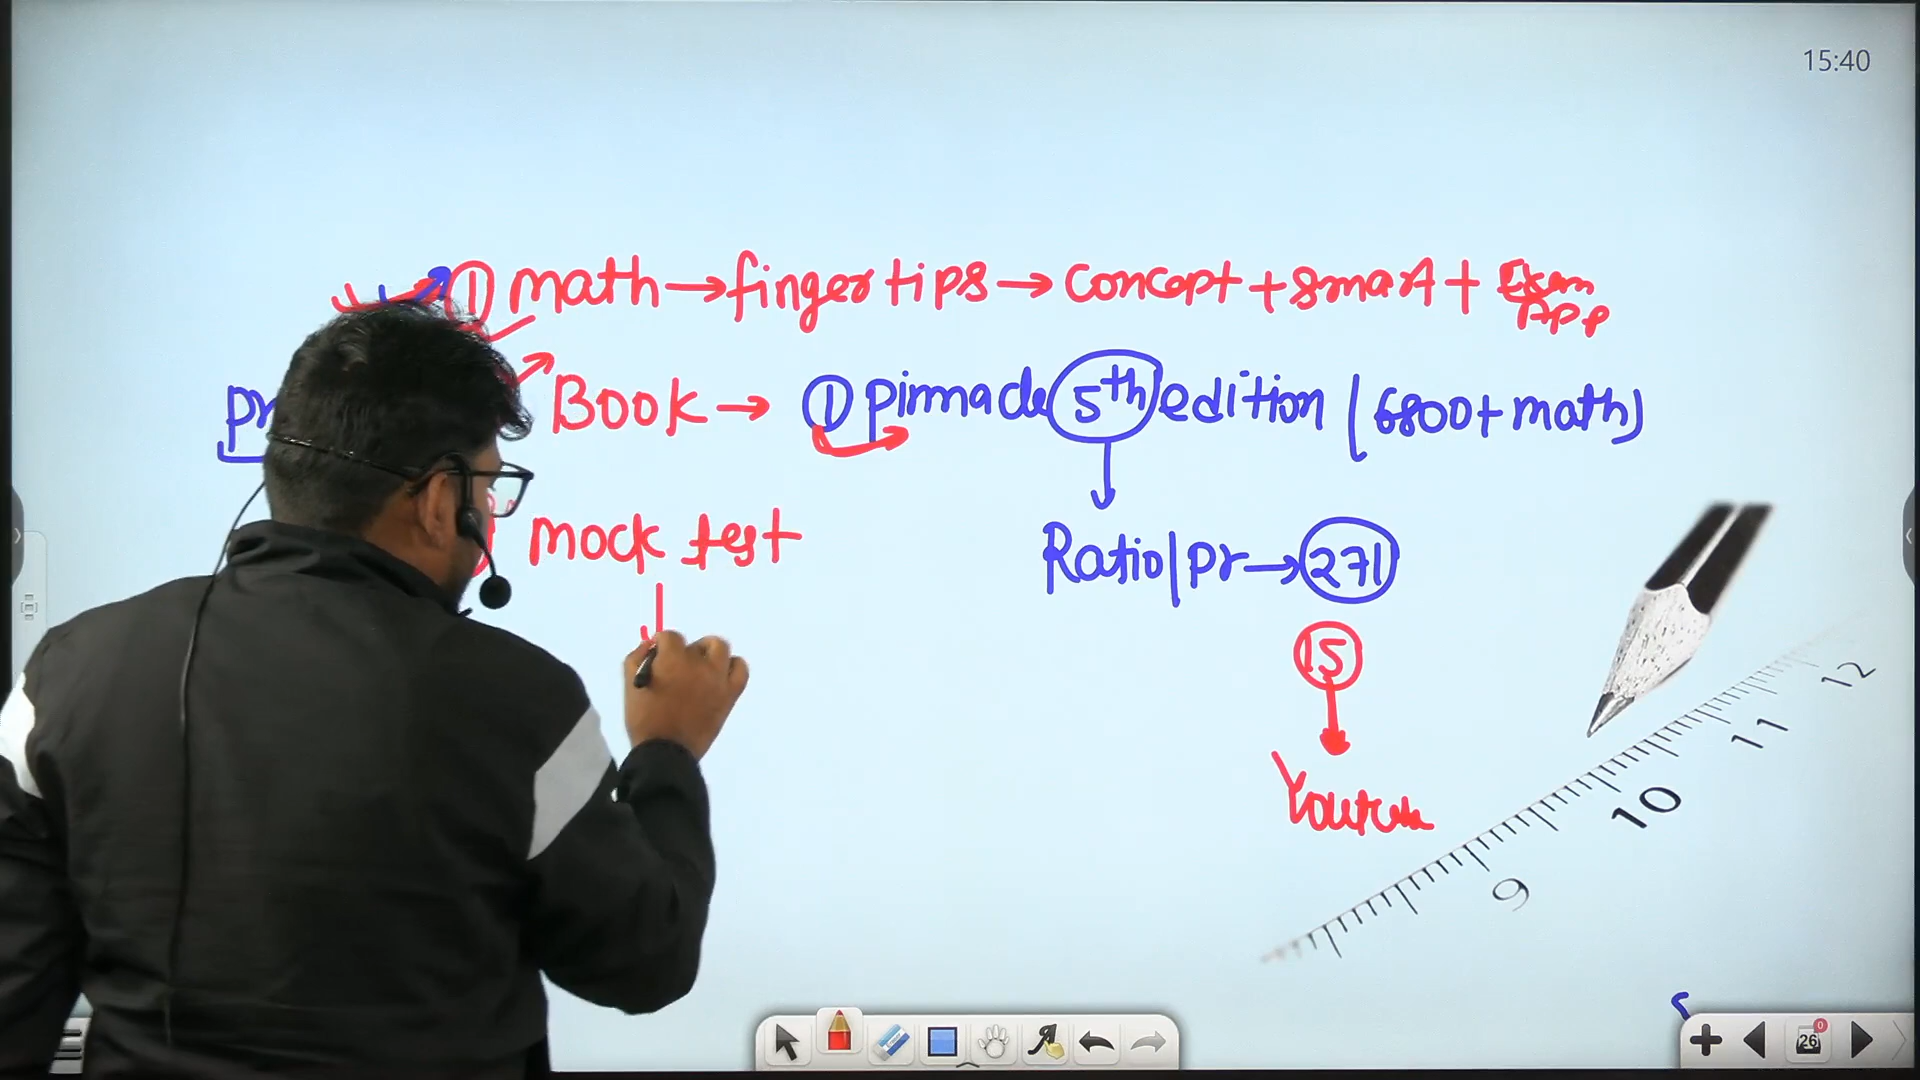 15:40
① math → fingertips → concept + smart + Exam App
Book → ① pinnacle 5th edition (6800+ math)
mock test
Ratio|pr → 271
15
12
11
10
9
26